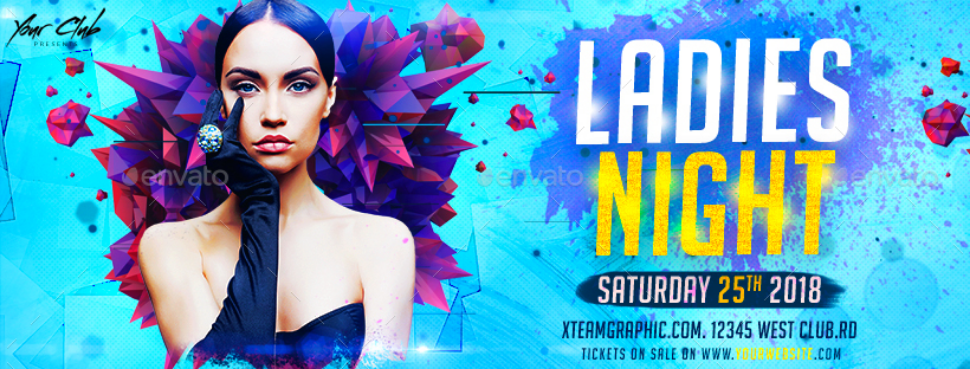 Your Club
PRESENTS
LADIES
NIGHT
SATURDAY 25TH 2018
XTEAMGRAPHIC.COM. 12345 WEST CLUB.RD
TICKETS ON SALE ON WWW.YOURWEBSITE.COM
envato
envato
envato